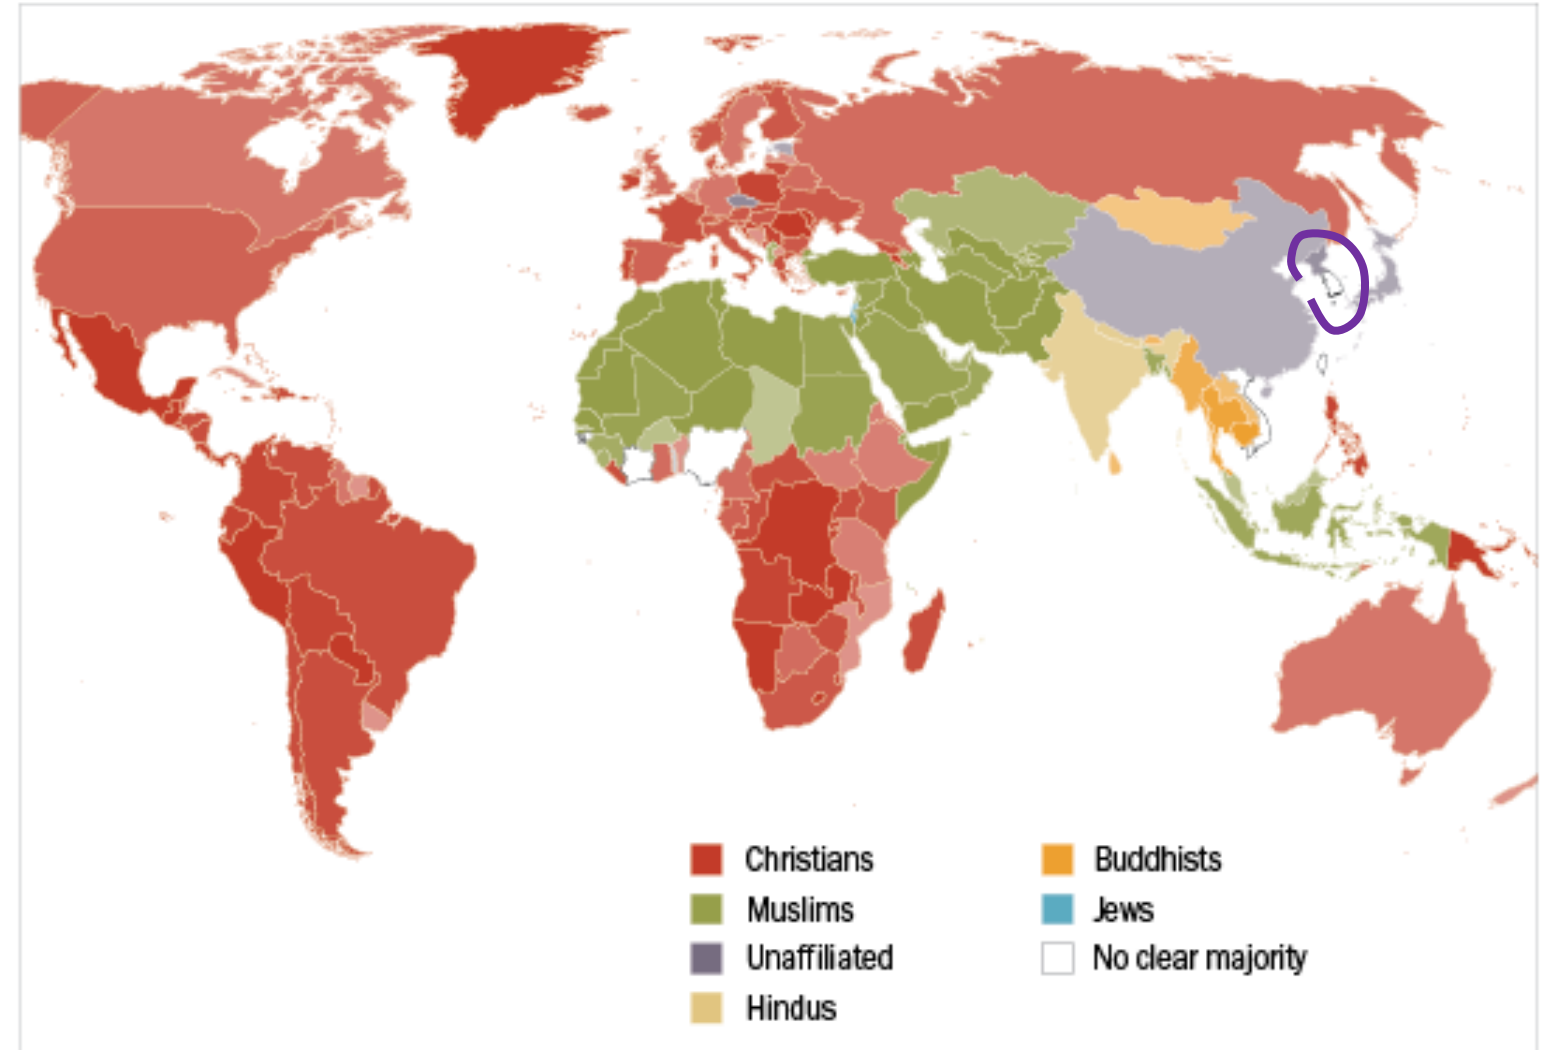 Christians
Muslims
Unaffiliated
Hindus
Buddhists
Jews
No clear majority